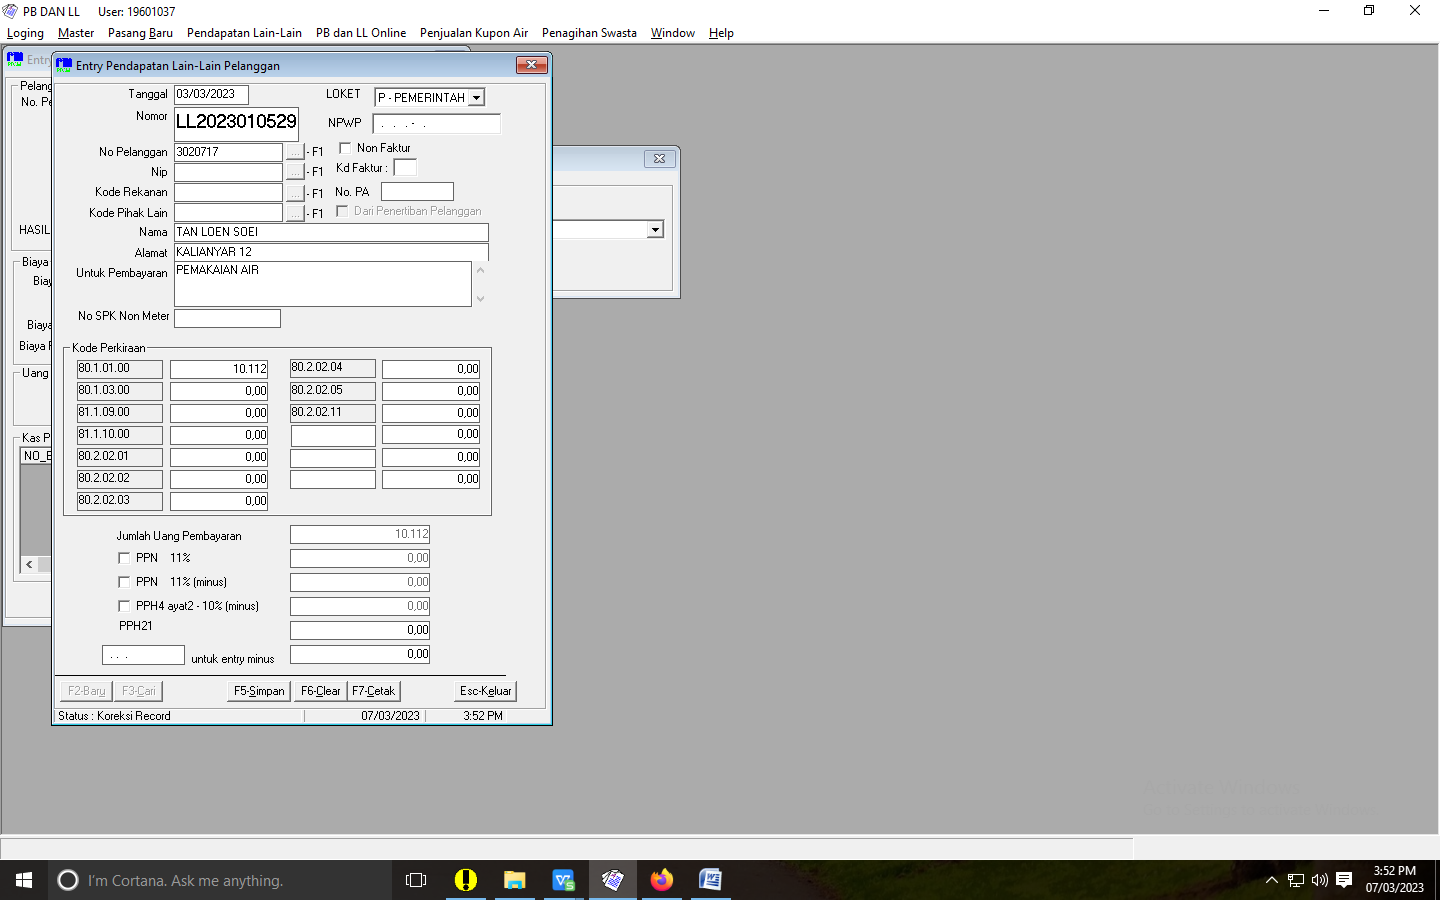 PB DAN LL User: 19601037
Loging Master Pasang Baru Pendapatan Lain-Lain PB dan LL Online Penjualan Kupon Air Penagihan Swasta Window Help
Entry
Pelang
No. Pe
HASIL
Biaya
Biay
Biaya
Biaya F
Uang
Kas P
NO_B
Entry Pendapatan Lain-Lain Pelanggan
Tanggal 03/03/2023 LOKET P - PEMERINTAH
Nomor LL2023010529 NPWP . . . - .
No Pelanggan 3020717 ... - F1 Non Faktur
Nip ... - F1 Kd Faktur :
Kode Rekanan ... - F1 No. PA
Kode Pihak Lain ... - F1 Dari Penertiban Pelanggan
Nama TAN LOEN SOEI
Alamat KALIANYAR 12
Untuk Pembayaran PEMAKAIAN AIR
No SPK Non Meter
Kode Perkiraan
80.1.01.00 10.112 80.2.02.04 0,00
80.1.03.00 0,00 80.2.02.05 0,00
81.1.09.00 0,00 80.2.02.11 0,00
81.1.10.00 0,00 0,00
80.2.02.01 0,00 0,00
80.2.02.02 0,00 0,00
80.2.02.03 0,00
Jumlah Uang Pembayaran 10.112
PPN 11% 0,00
PPN 11% (minus) 0,00
PPH4 ayat2 - 10% (minus) 0,00
PPH21 0,00
. . . untuk entry minus 0,00
F2-Baru F3-Cari F5-Simpan F6-Clear F7-Cetak Esc-Keluar
Status : Koreksi Record 07/03/2023 3:52 PM
I'm Cortana. Ask me anything.
3:52 PM
07/03/2023